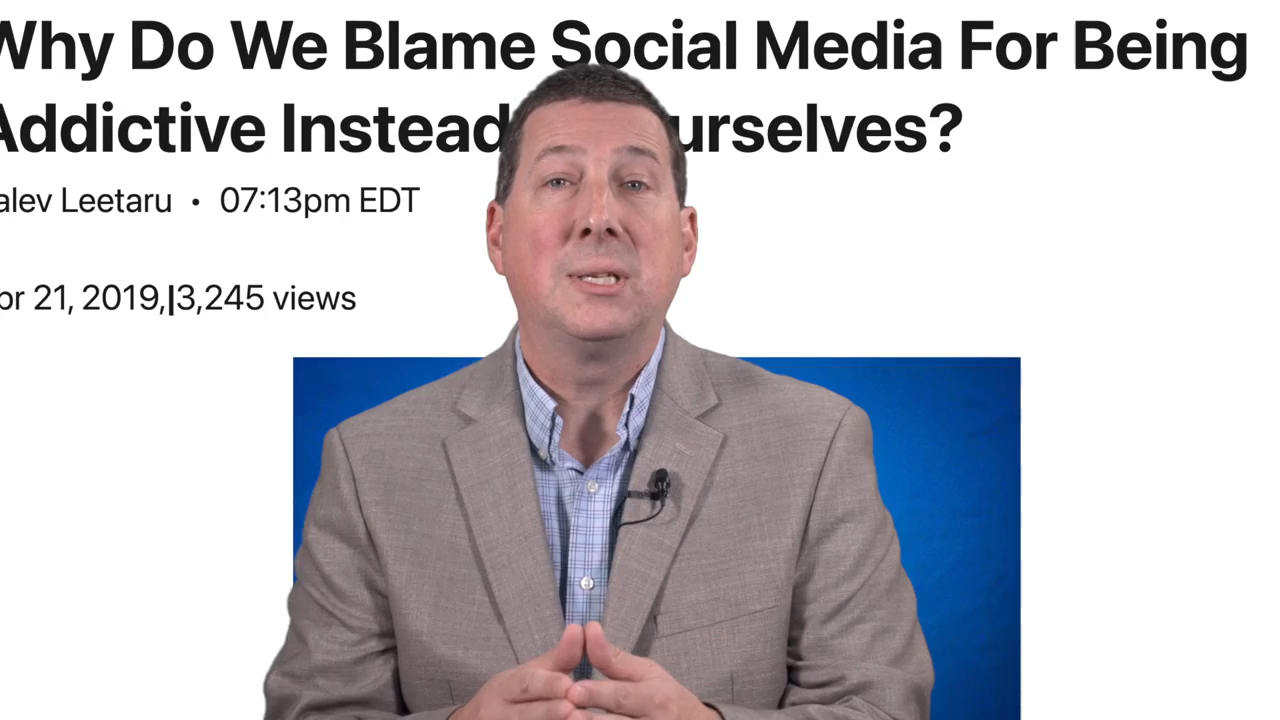 Why Do We Blame Social Media For Being
Addictive Instead urselves?
alev Leetaru • 07:13pm EDT
or 21, 2019,|3,245 views